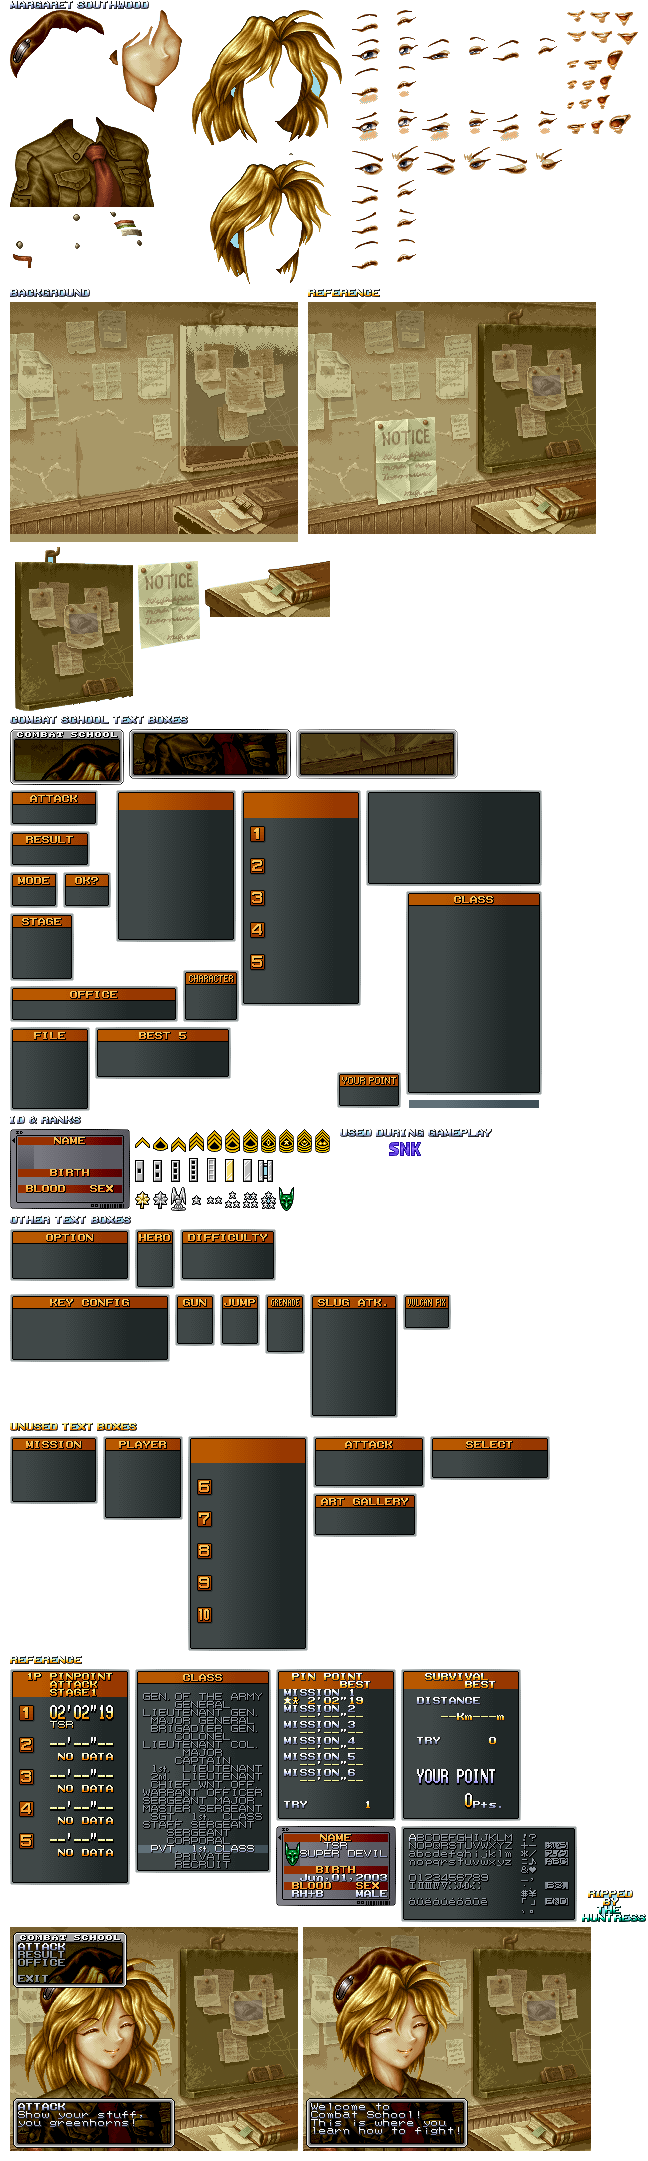 MARGARET SOUTHWOOD
BACKGROUND
REFERENCE
NOTICE
NOTICE
COMBAT SCHOOL TEXT BOXES
COMBAT SCHOOL
ATTACK
RESULT
MODE
OK?
STAGE
1
2
3
4
5
CLASS
CHARACTER
OFFICE
FILE
BEST 5
YOUR POINT
ID & RANKS
USED DURING GAMEPLAY
SNK
ID
NAME
BIRTH
BLOOD SEX
OTHER TEXT BOXES
OPTION
HERO
DIFFICULTY
KEY CONFIG
GUN
JUMP
GRENADE
SLUG ATK.
VULCAN FIX
UNUSED TEXT BOXES
MISSION
PLAYER
6
7
8
9
10
ATTACK
SELECT
ART GALLERY
REFERENCE
1P PINPOINT
ATTACK
STAGE1
1 02'02"19
TSR
2 --'--"--
NO DATA
3 --'--"--
NO DATA
4 --'--"--
NO DATA
5 --'--"--
NO DATA
CLASS
GEN. OF THE ARMY
GENERAL
LIEUTENANT GEN.
MAJOR GENERAL
BRIGADIER GEN.
COLONEL
LIEUTENANT COL.
MAJOR
CAPTAIN
1st. LIEUTENANT
2nd. LIEUTENANT
CHIEF WNT OFF
WARRANT OFFICER
SERGEANT MAJOR
MASTER SERGEANT
SGT. 1st. CLASS
STAFF SERGEANT
SERGEANT
CORPORAL
PVT. 1st CLASS
PRIVATE
RECRUIT
PIN POINT
BEST
MISSION 1
2'02"19
MISSION 2
--'--"--
MISSION 3
--'--"--
MISSION 4
--'--"--
MISSION 5
--'--"--
MISSION 6
--'--"--
TRY 1
SURVIVAL
BEST
DISTANCE
--Km---m
TRY 0
YOUR POINT
0Pts.
ID
NAME
TSR
SUPER DEVIL
BIRTH
Jun.01.2003
BLOOD SEX
RH+B MALE
ABCDEFGHIJKLM !?
NOPQRSTUVWXYZ
abcdefghijklm
nopqrstuvwxyz
0123456789
RIPPED
BY
THE
HUNTRESS
COMBAT SCHOOL
ATTACK
RESULT
OFFICE
EXIT
ATTACK
Show your stuff,
you greenhorns!
Welcome to
Combat School!
This is where you
learn how to fight!